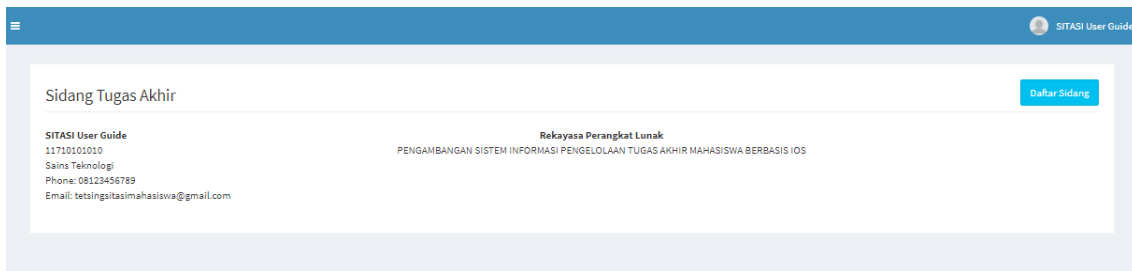 SITASI User Guide
Sidang Tugas Akhir
Daftar Sidang
SITASI User Guide
11710101010
Sains Teknologi
Phone: 08123456789
Email: tetsingsitasimahasiswa@gmail.com
Rekayasa Perangkat Lunak
PENGAMBANGAN SISTEM INFORMASI PENGELOLAAN TUGAS AKHIR MAHASISWA BERBASIS IOS